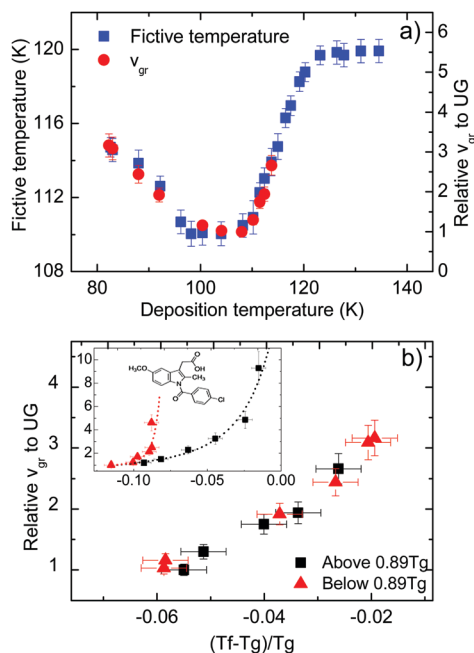 a)
Fictive temperature
v_gr
120
116
112
108
Fictive temperature (K)
6
5
4
3
2
1
0
Relative v_gr to UG
80 100 120 140
Deposition temperature (K)
b)
10
8
6
4
2
-0.10 -0.05 0.00
OH
O
H₃CO
CH₃
N
O
Cl
4
3
2
1
Relative v_gr to UG
Above 0.89Tg
Below 0.89Tg
-0.06 -0.04 -0.02
(Tf-Tg)/Tg